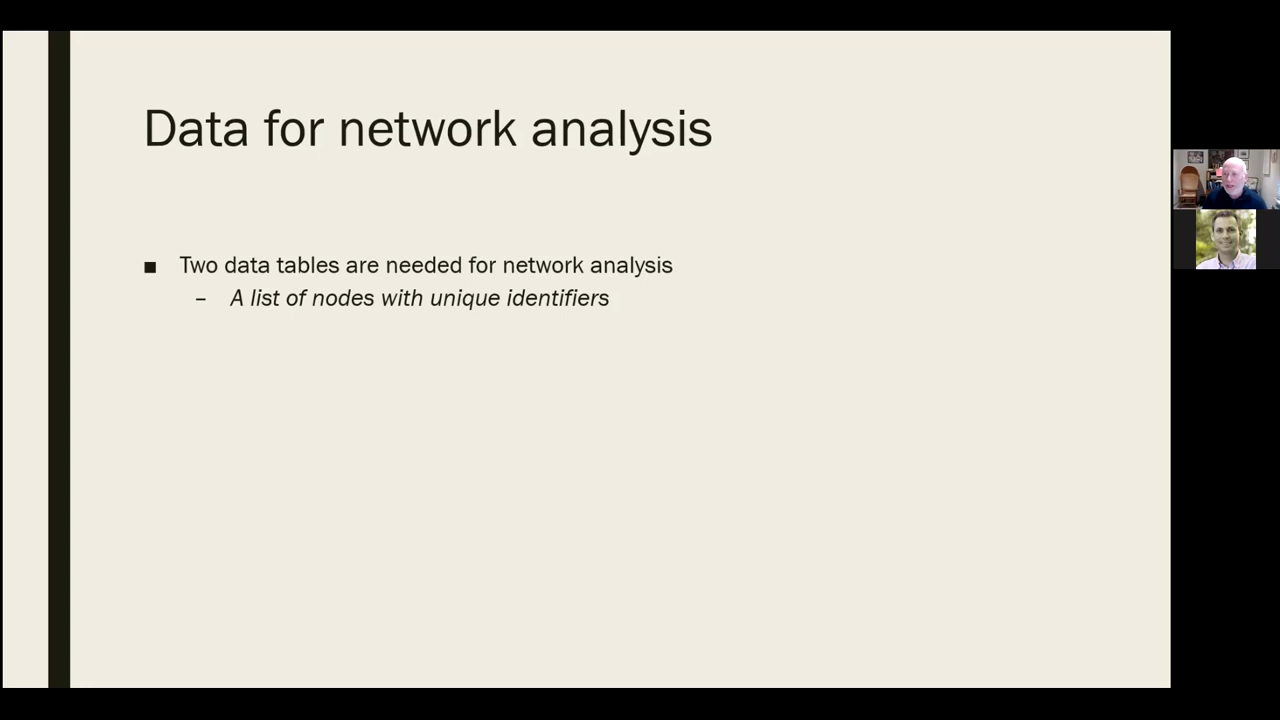 Data for network analysis
■ Two data tables are needed for network analysis
– A list of nodes with unique identifiers